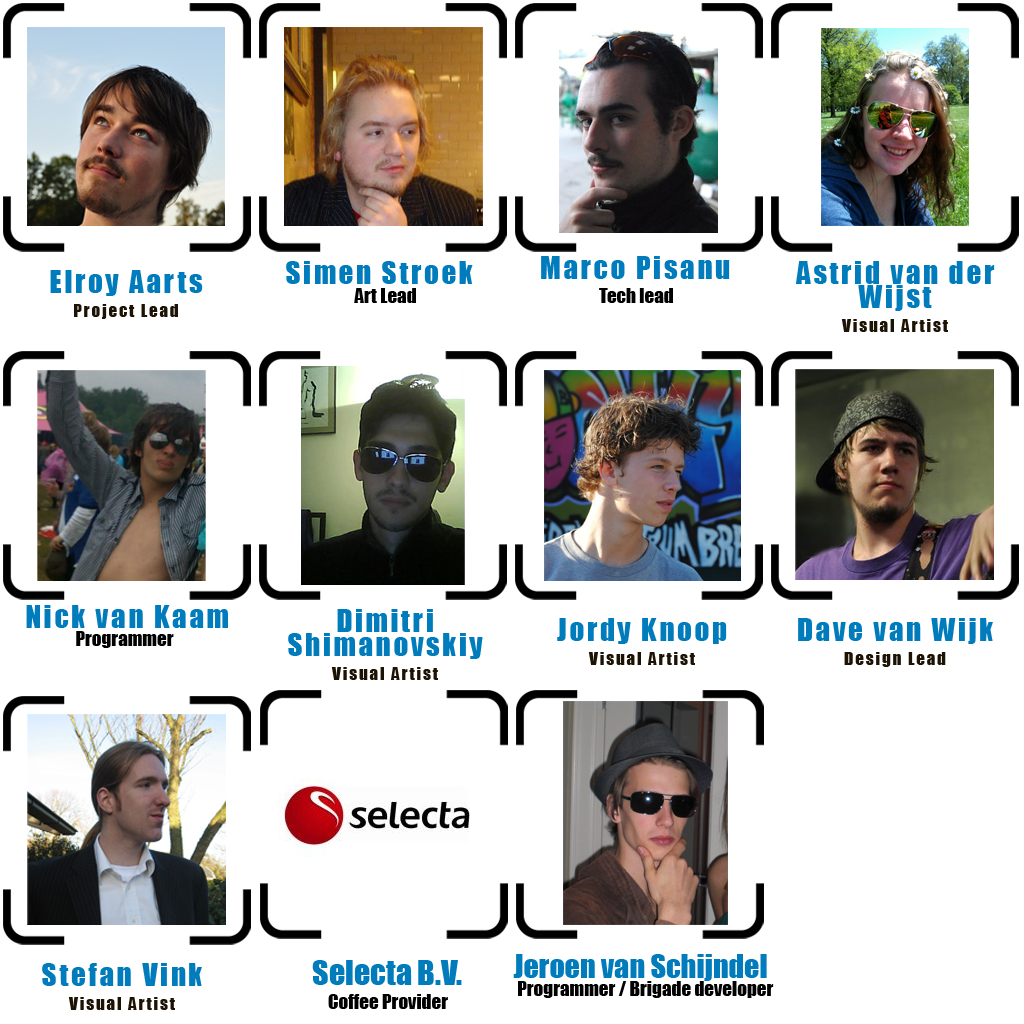 Elroy Aarts
Project Lead
Simen Stroek
Art Lead
Marco Pisanu
Tech lead
Astrid van der
Wijst
Visual Artist
Nick van Kaam
Programmer
Dimitri
Shimanovskiy
Visual Artist
Jordy Knoop
Visual Artist
Dave van Wijk
Design Lead
Stefan Vink
Visual Artist
selecta
Selecta B.V.
Coffee Provider
Jeroen van Schijndel
Programmer / Brigade developer